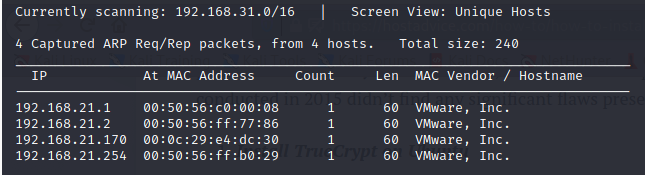 Currently scanning: 192.168.31.0/16   |   Screen View: Unique Hosts
4 Captured ARP Req/Rep packets, from 4 hosts.   Total size: 240
IP            At MAC Address     Count     Len  MAC Vendor / Hostname
192.168.21.1    00:50:56:c0:00:08      1      60  VMware, Inc.
192.168.21.2    00:50:56:ff:77:86      1      60  VMware, Inc.
192.168.21.170  00:0c:29:e4:dc:30      1      60  VMware, Inc.
192.168.21.254  00:50:56:ff:b0:29      1      60  VMware, Inc.